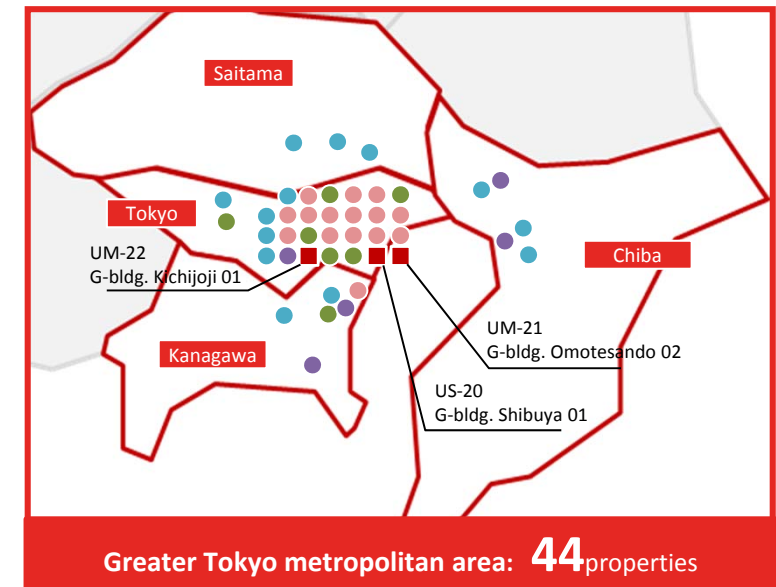 Saitama
Tokyo
UM-22
G-bldg. Kichijoji 01
Chiba
UM-21
G-bldg. Omotesando 02
Kanagawa
US-20
G-bldg. Shibuya 01
Greater Tokyo metropolitan area: 44properties